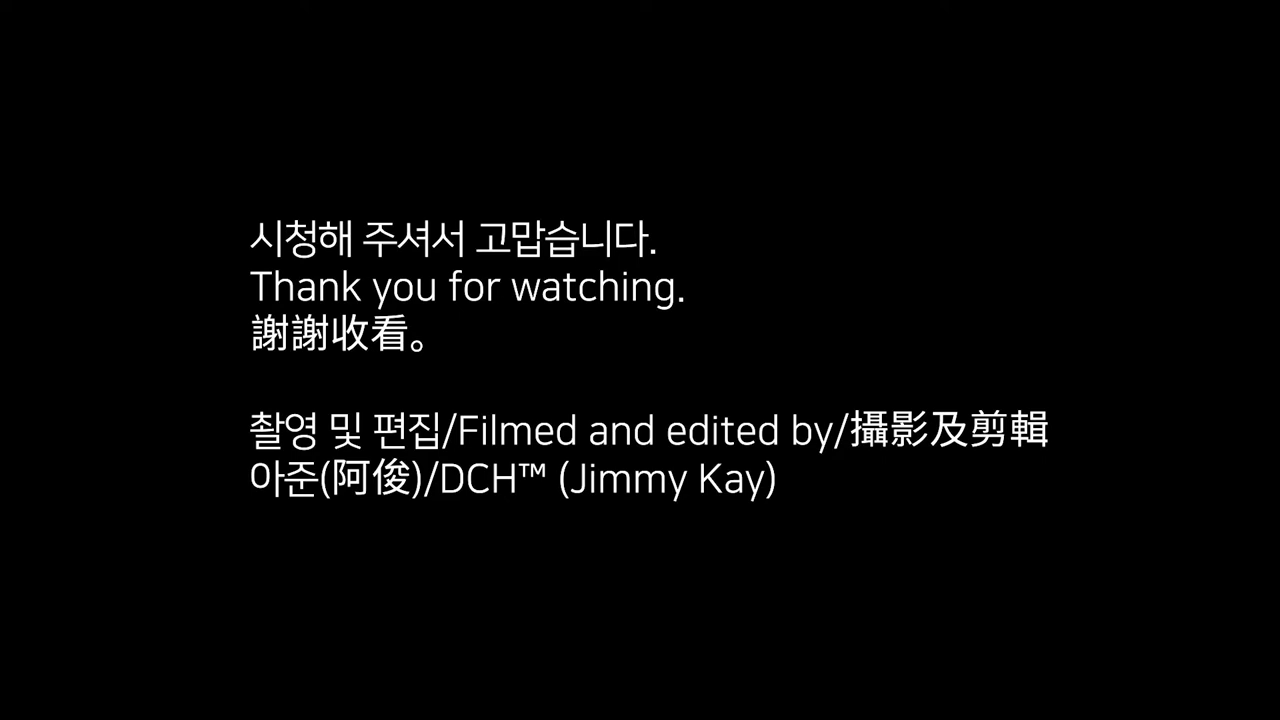 시청해 주셔서 고맙습니다.
Thank you for watching.
謝謝收看。
촬영 및 편집/Filmed and edited by/攝影及剪輯
아준(阿俊)/DCH™ (Jimmy Kay)